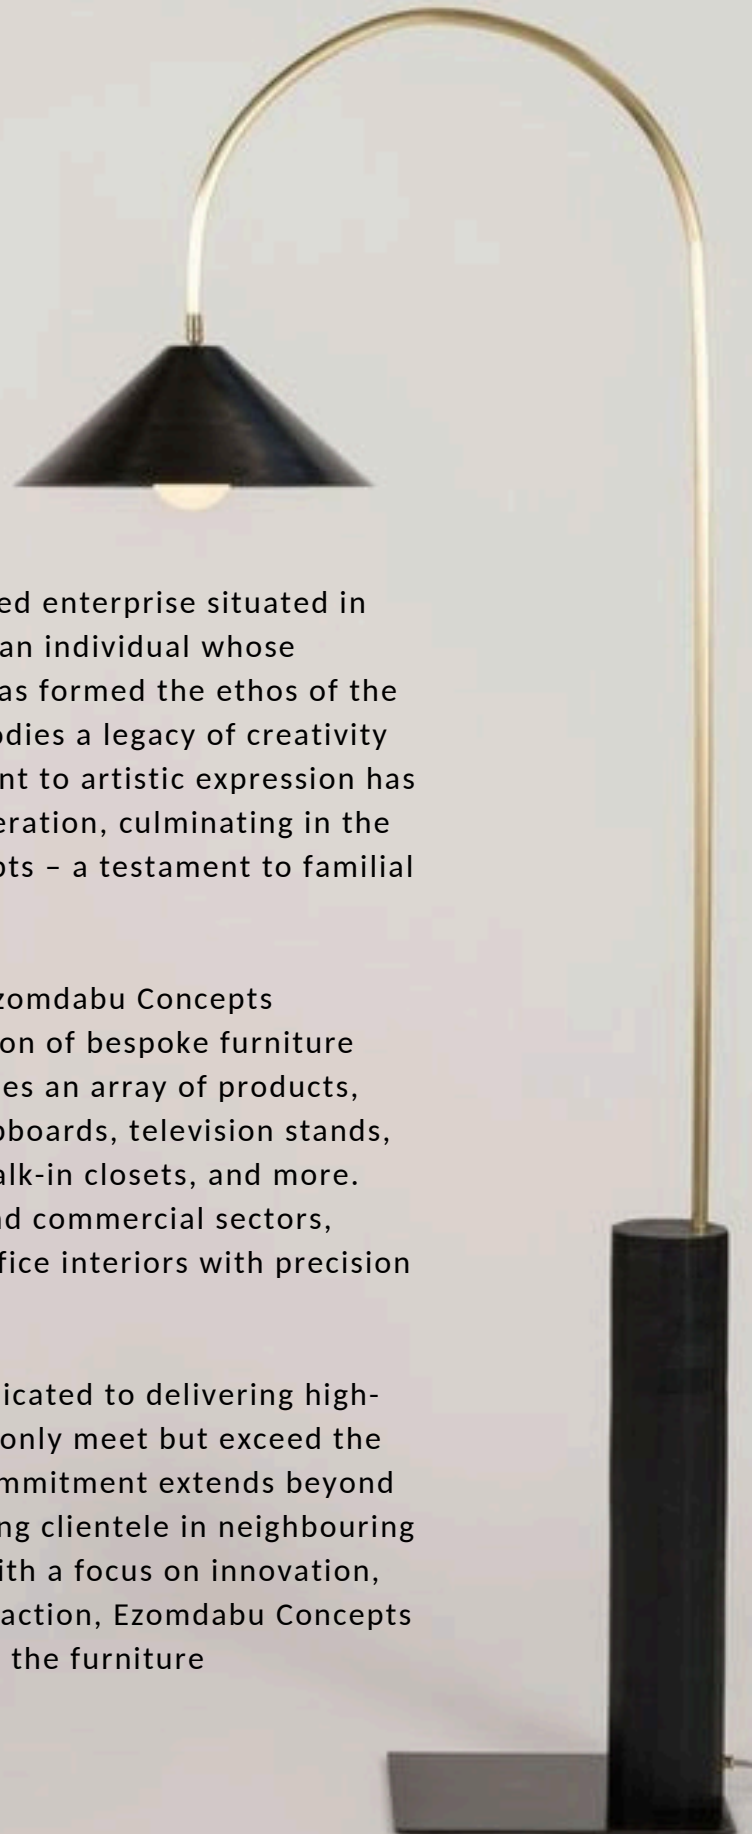 ed enterprise situated in
an individual whose
as formed the ethos of the
odies a legacy of creativity
nt to artistic expression has
eration, culminating in the
pts – a testament to familial
zomdabu Concepts
on of bespoke furniture
es an array of products,
pboards, television stands,
alk-in closets, and more.
nd commercial sectors,
fice interiors with precision
icated to delivering high-
only meet but exceed the
mmitment extends beyond
ng clientele in neighbouring
ith a focus on innovation,
action, Ezomdabu Concepts
the furniture